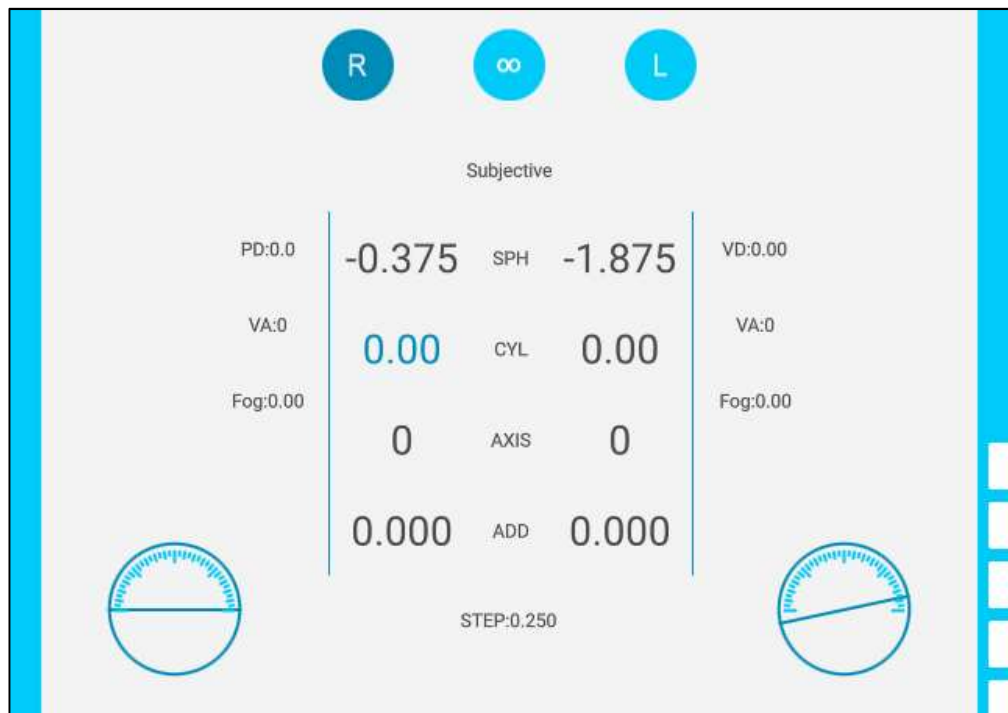 R ∞ L
Subjective
PD:0.0 -0.375 SPH -1.875 VD:0.00
VA:0 0.00 CYL 0.00 VA:0
Fog:0.00 0 AXIS 0 Fog:0.00
0.000 ADD 0.000
STEP:0.250